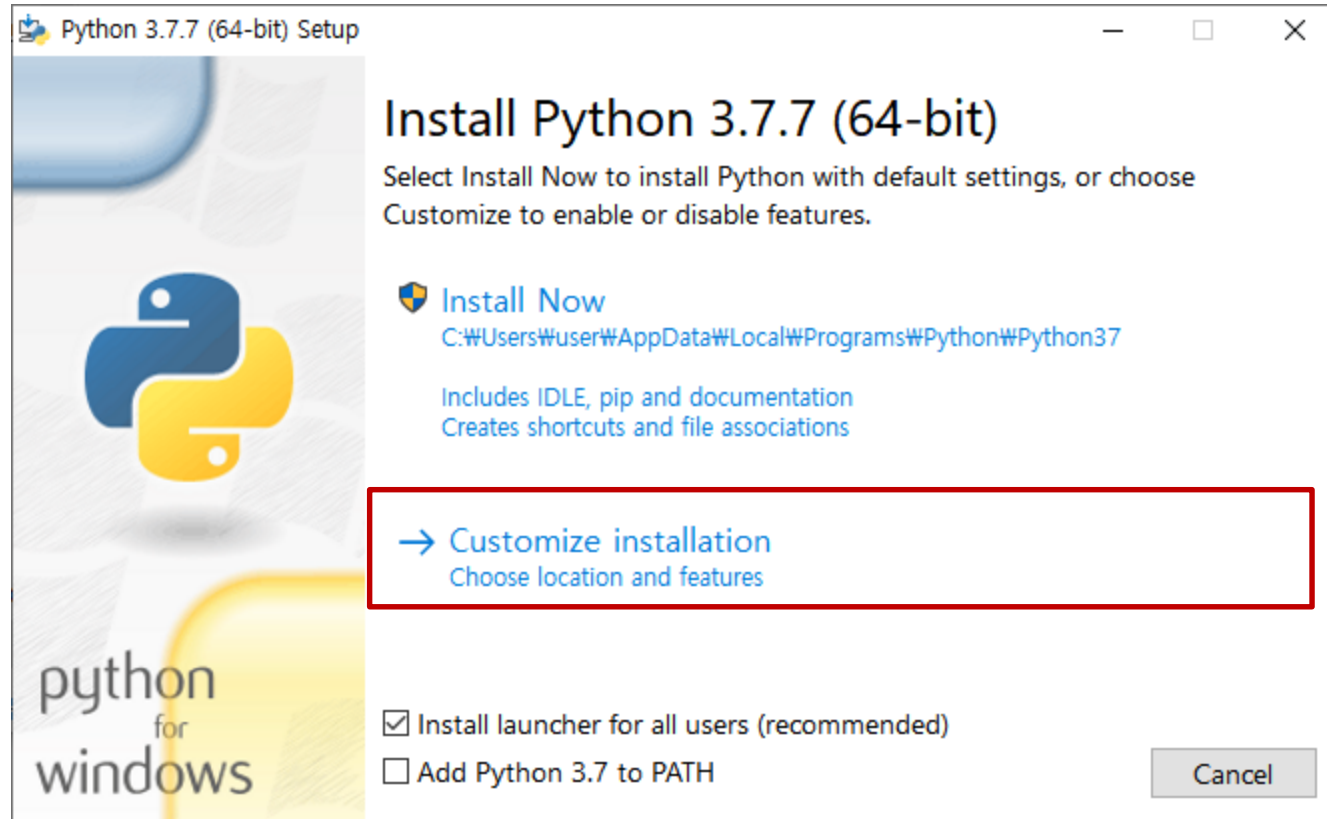 Python 3.7.7 (64-bit) Setup
Install Python 3.7.7 (64-bit)
Select Install Now to install Python with default settings, or choose
Customize to enable or disable features.
Install Now
C:₩Users₩user₩AppData₩Local₩Programs₩Python₩Python37
Includes IDLE, pip and documentation
Creates shortcuts and file associations
Customize installation
Choose location and features
python
for
windows
Install launcher for all users (recommended)
Add Python 3.7 to PATH
Cancel